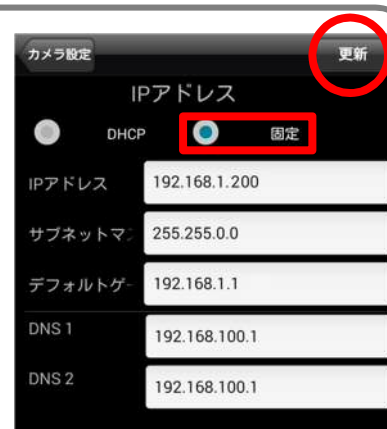 カメラ設定
更新
IPアドレス
DHCP 固定
IPアドレス 192.168.1.200
サブネットマ 255.255.0.0
デフォルトゲー 192.168.1.1
DNS 1 192.168.100.1
DNS 2 192.168.100.1